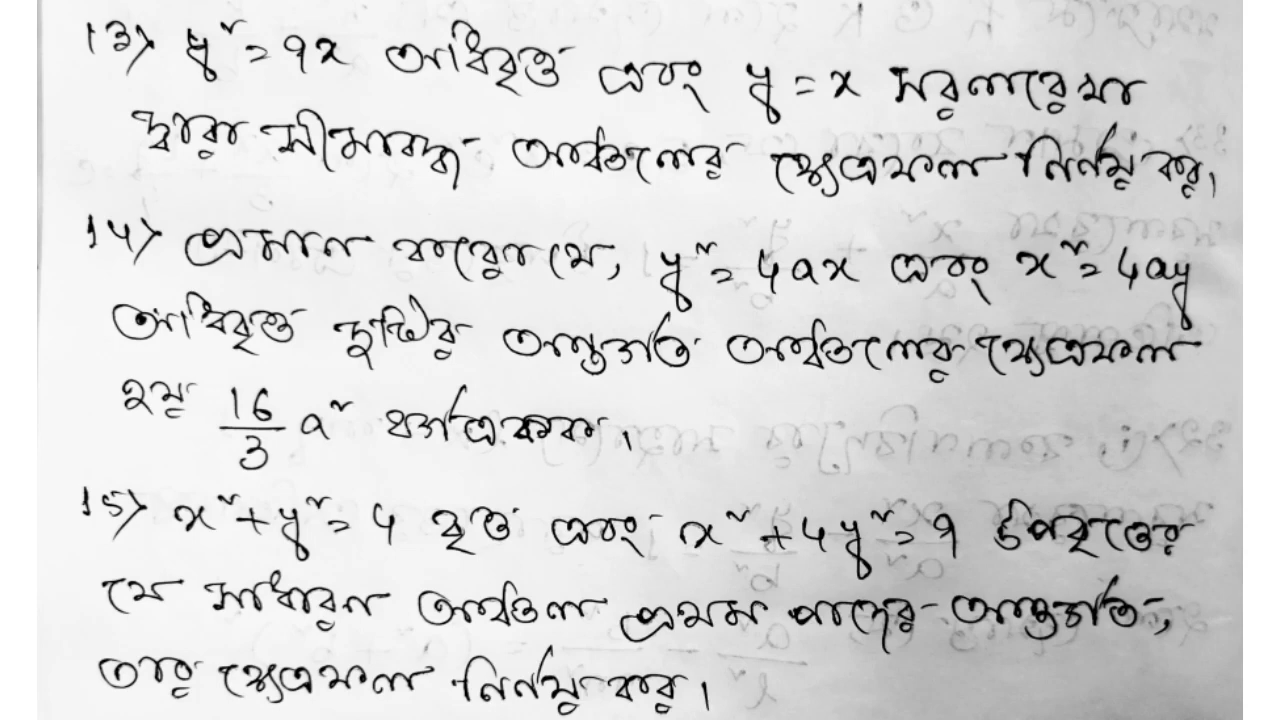 13> y² = 9x অধিবৃত্ত এবং y = x সরলরেখা
দ্বারা সীমাবদ্ধ অঞ্চলের ক্ষেত্রফল নির্ণয় কর।
14> প্রমাণ করো যে, y² = 4ax এবং x² = 4ay
অধিবৃত্ত দুটির অন্তর্গত অঞ্চলের ক্ষেত্রফল
হয় 16/3 a² বর্গএকক।
15> x² + y² = 4 বৃত্ত এবং x² + 4y² = 9 উপবৃত্তের
যে সাধারণ অঞ্চল প্রথম পাদের অন্তর্গত,
তার ক্ষেত্রফল নির্ণয় কর।